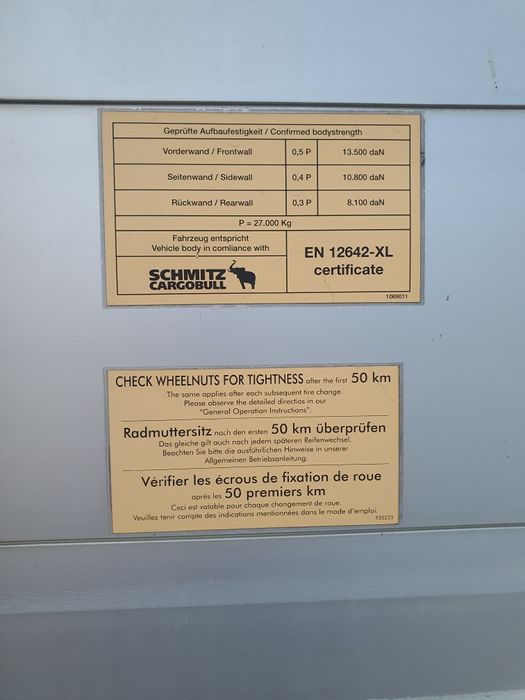 Geprüfte Aufbaufestigkeit / Confirmed bodystrength
Vorderwand / Frontwall 0,5 P 13.500 daN
Seitenwand / Sidewall 0,4 P 10.800 daN
Rückwand / Rearwall 0,3 P 8.100 daN
P = 27.000 Kg
Fahrzeug entspricht
Vehicle body in comliance with
SCHMITZ
CARGOBULL
EN 12642-XL
certificate
1069011
CHECK WHEELNUTS FOR TIGHTNESS after the first 50 km
The same applies after each subsequent tire change.
Please observe the detailed directios in our
"General Operation Instructions".
Radmuttersitz nach den ersten 50 km überprüfen
Das gleiche gilt auch nach jedem späteren Reifenwechsel.
Beachten Sie bitte die ausführlichen Hinweise in unserer
Allgemeinen Betriebsanleitung.
Vérifier les écrous de fixation de roue
après les 50 premiers km
Ceci est valable pour chaque changement de roue.
Veuillez tenir compte des indications mentionnées dans le mode d'emploi.
920223